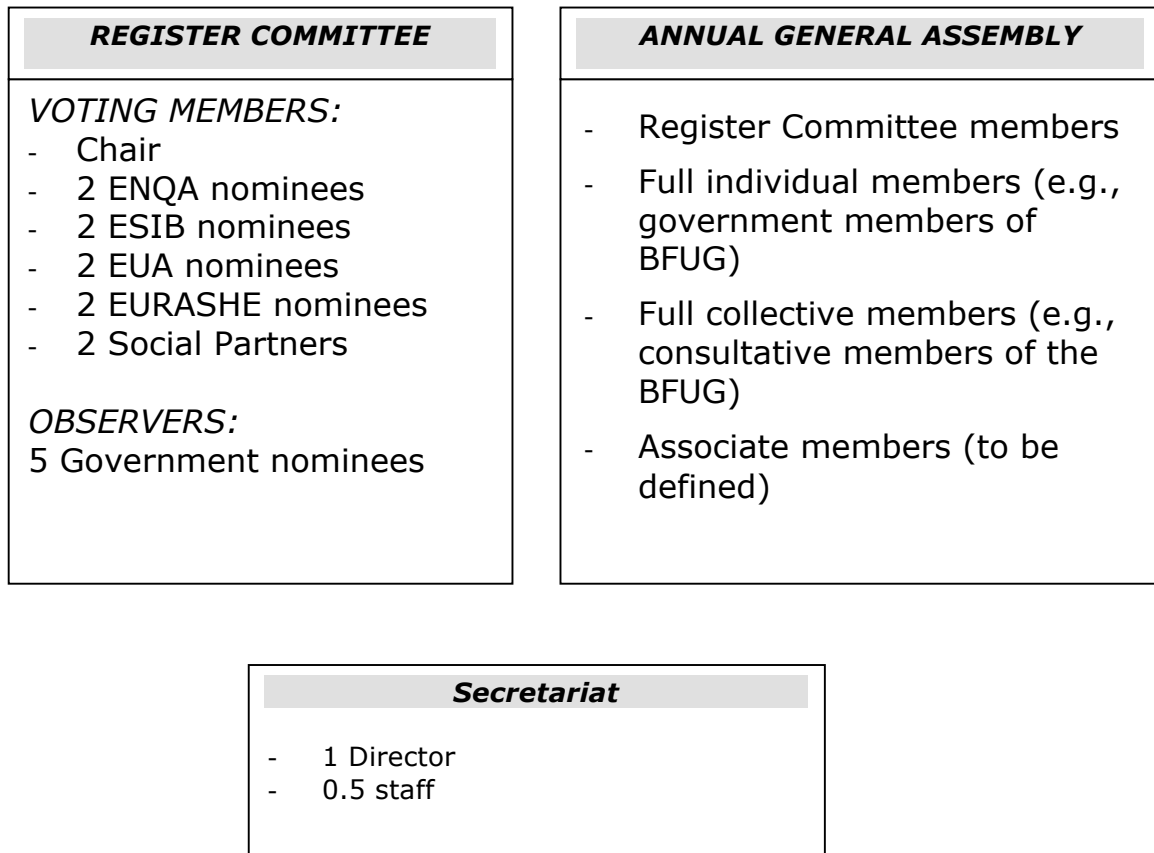 REGISTER COMMITTEE
VOTING MEMBERS:
- Chair
- 2 ENQA nominees
- 2 ESIB nominees
- 2 EUA nominees
- 2 EURASHE nominees
- 2 Social Partners
OBSERVERS:
5 Government nominees
ANNUAL GENERAL ASSEMBLY
- Register Committee members
- Full individual members (e.g.,
government members of
BFUG)
- Full collective members (e.g.,
consultative members of the
BFUG)
- Associate members (to be
defined)
Secretariat
- 1 Director
- 0.5 staff